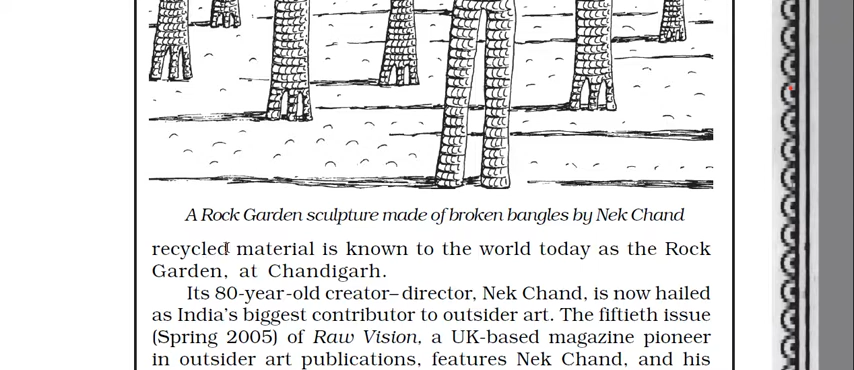 A Rock Garden sculpture made of broken bangles by Nek Chand
recycled material is known to the world today as the Rock
Garden, at Chandigarh.
Its 80-year-old creator–director, Nek Chand, is now hailed
as India's biggest contributor to outsider art. The fiftieth issue
(Spring 2005) of Raw Vision, a UK-based magazine pioneer
in outsider art publications, features Nek Chand, and his